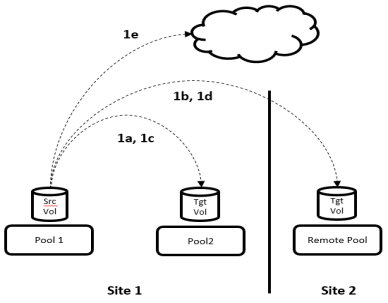 1e
1b, 1d
1a, 1c
Src
Vol
Tgt
Vol
Tgt
Vol
Pool 1
Pool2
Remote Pool
Site 1
Site 2